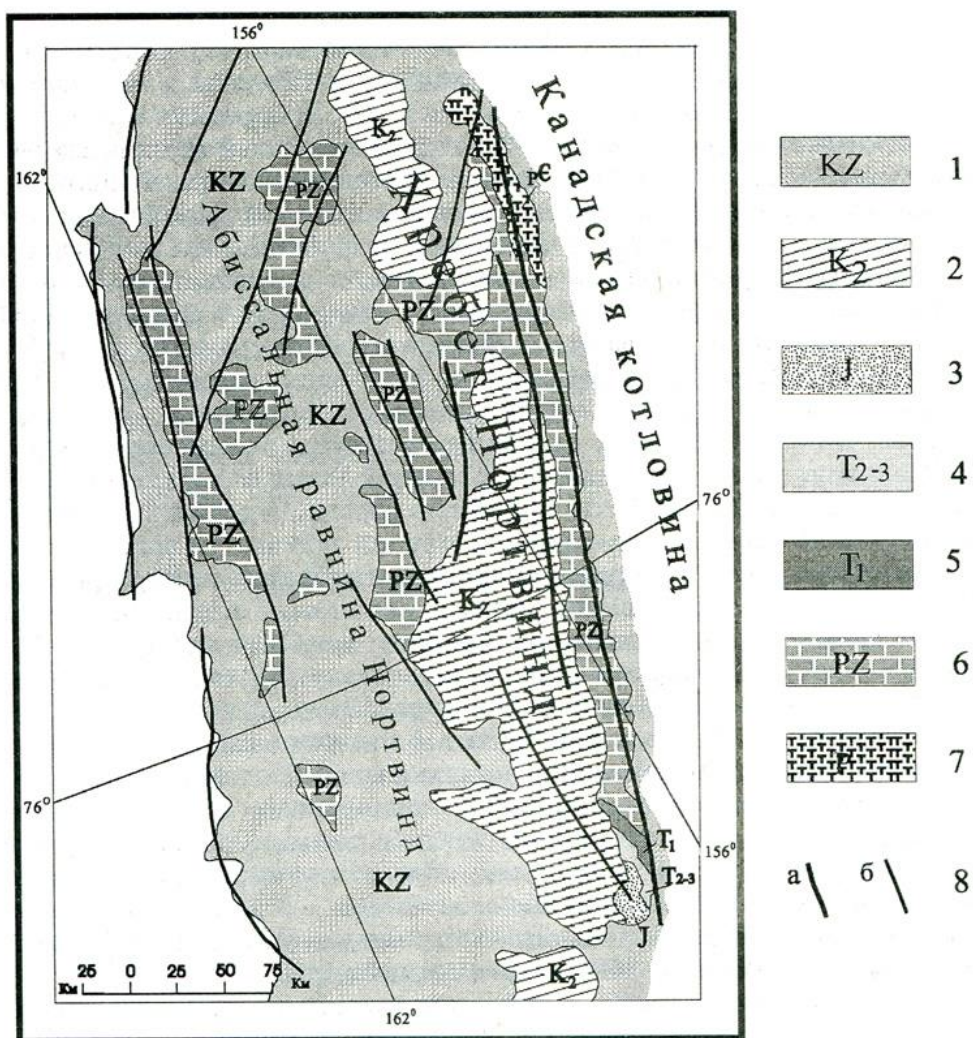 156°
162°
76°
76°
156°
162°
Канадская котловина
Хребет Нортвинд
Абиссальная равнина Нортвинд
K₂
KZ
PZ
PЄ
PZ
PZ
KZ
PZ
PZ
PZ
K₂
PZ
PZ
T₁
T₂₋₃
KZ
J
K₂
25 0 25 50 75
Км Км
KZ 1
K₂ 2
J 3
T₂₋₃ 4
T₁ 5
PZ 6
7
а б 8